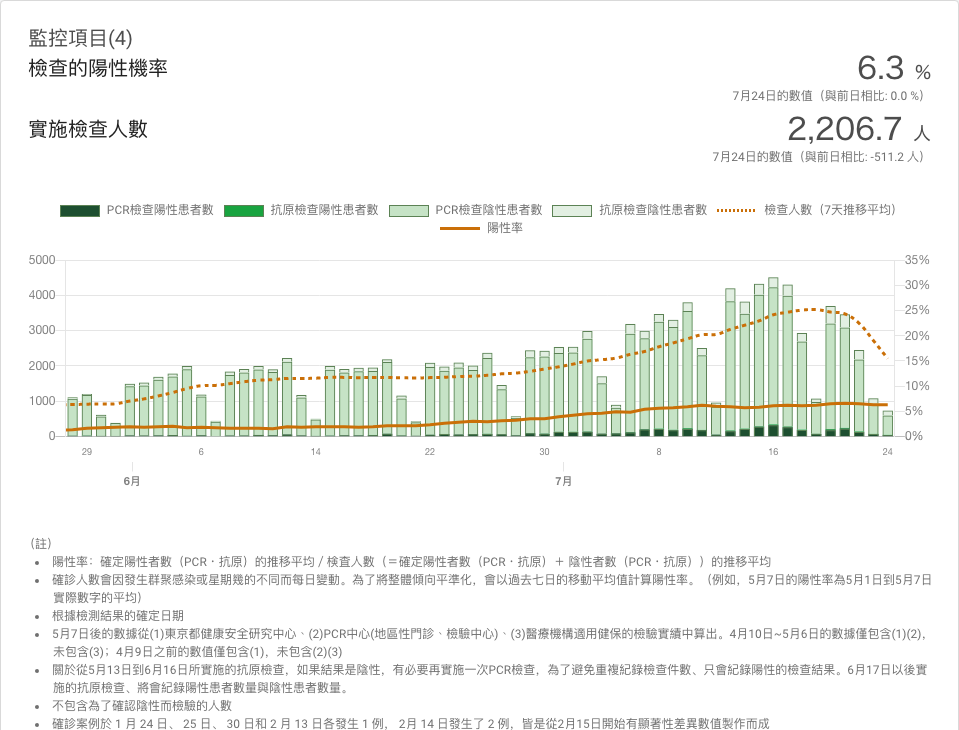 監控項目(4)
檢查的陽性機率
6.3 %
7月24日的數值（與前日相比: 0.0 %）
實施檢查人數
2,206.7 人
7月24日的數值（與前日相比: -511.2 人）
PCR檢查陽性患者數 抗原檢查陽性患者數 PCR檢查陰性患者數 抗原檢查陰性患者數 檢查人數（7天推移平均）
陽性率
5000 35%
30%
4000
25%
3000
20%
2000 15%
10%
1000
5%
0 0%
29 6 14 22 30 8 16 24
6月 7月
（註）
陽性率：確定陽性者數（PCR・抗原）的推移平均 / 検査人數（＝確定陽性者數（PCR・抗原）＋ 陰性者數（PCR・抗原））的推移平均
確診人數會因發生群聚感染或星期幾的不同而每日變動。為了將整體傾向平準化，會以過去七日的移動平均值計算陽性率。（例如，5月7日的陽性率為5月1日到5月7日
實際數字的平均）
根據檢測結果的確定日期
5月7日後的數據從(1)東京都健康安全研究中心、(2)PCR中心(地區性門診、檢驗中心)、(3)醫療機構適用健保的檢驗實績中算出。4月10日~5月6日的數據僅包含(1)(2)，
未包含(3)；4月9日之前的數值僅包含(1)，未包含(2)(3)
關於從5月13日到6月16日所實施的抗原檢查，如果結果是陰性，有必要再實施一次PCR檢查，為了避免重複紀錄檢查件數、只會紀錄陽性的檢查結果。6月17日以後實
施的抗原檢查、將會紀錄陽性患者數量與陰性患者數量。
不包含為了確認陰性而檢驗的人數
確診案例於 1 月 24 日、 25 日、 30 日和 2 月 13 日各發生 1 例， 2月 14 日發生了 2 例，皆是從2月15日開始有顯著性差異數值製作而成